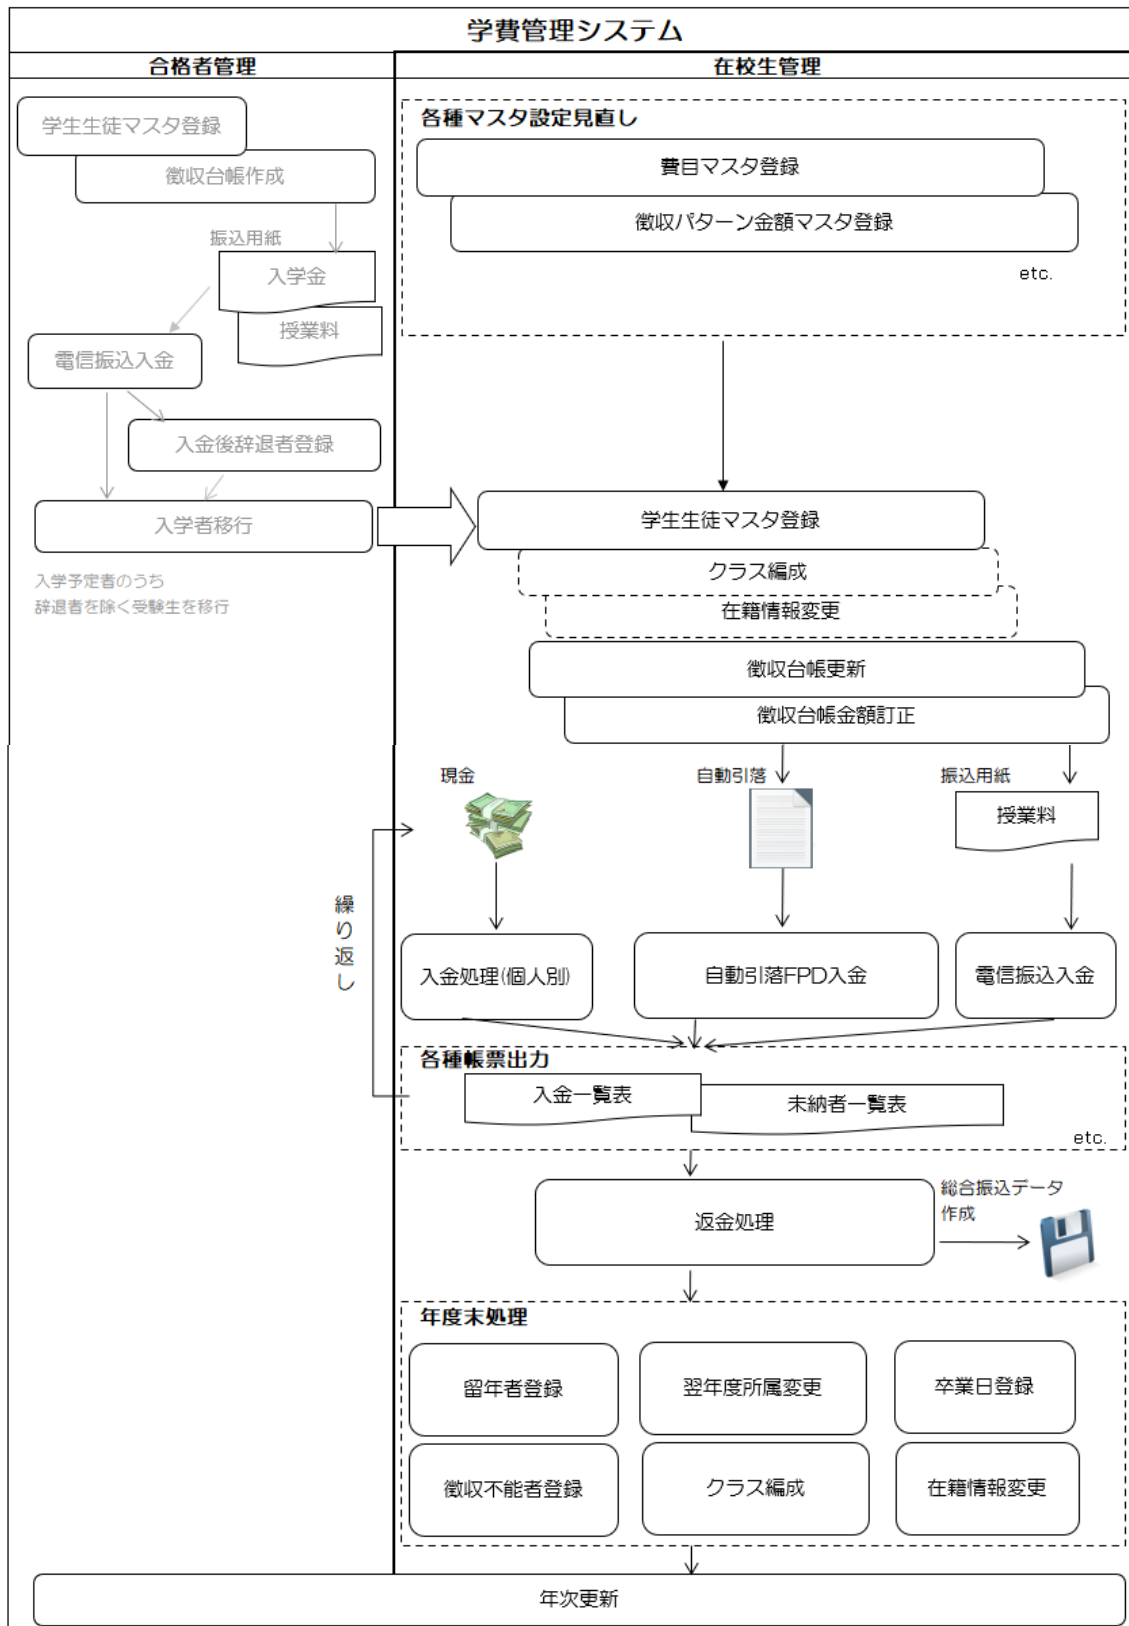 学費管理システム
合格者管理
在校生管理
学生生徒マスタ登録
徴収台帳作成
振込用紙
入学金
授業料
電信振込入金
入金後辞退者登録
入学者移行
入学予定者のうち
辞退者を除く受験生を移行
各種マスタ設定見直し
費目マスタ登録
徴収パターン金額マスタ登録
etc.
学生生徒マスタ登録
クラス編成
在籍情報変更
徴収台帳更新
徴収台帳金額訂正
現金
自動引落
振込用紙
授業料
繰り返し
入金処理(個人別)
自動引落FPD入金
電信振込入金
各種帳票出力
入金一覧表
未納者一覧表
etc.
返金処理
総合振込データ
作成
年度末処理
留年者登録
翌年度所属変更
卒業日登録
徴収不能者登録
クラス編成
在籍情報変更
年次更新